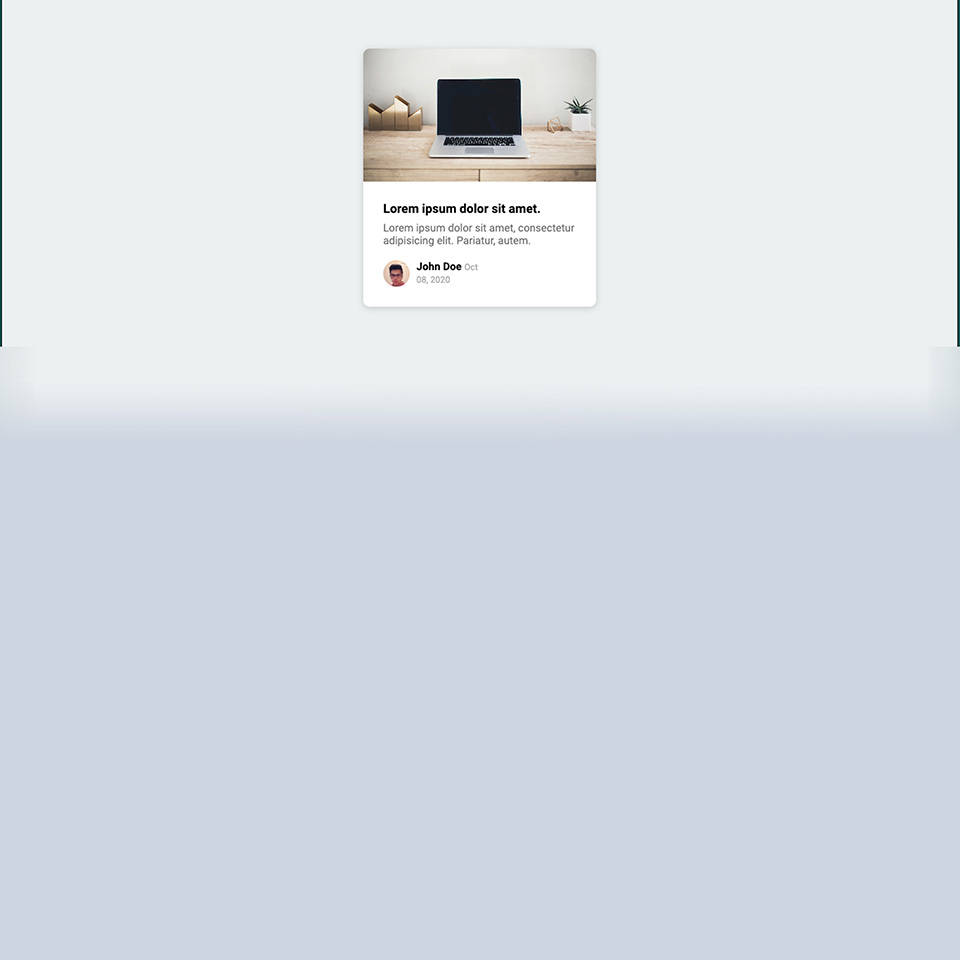 Lorem ipsum dolor sit amet.
Lorem ipsum dolor sit amet, consectetur
adipisicing elit. Pariatur, autem.
John Doe Oct
08, 2020